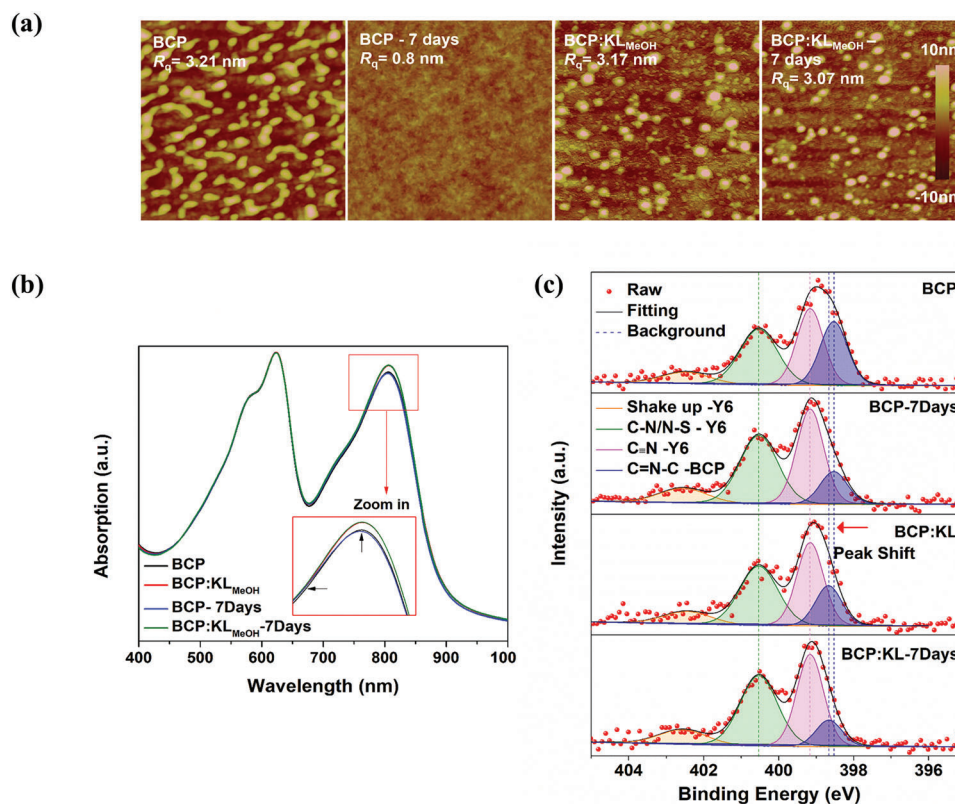 (a)
BCP
Rq= 3.21 nm
BCP - 7 days
Rq= 0.8 nm
BCP:KLMeOH
Rq= 3.17 nm
BCP:KLMeOH –
7 days
Rq= 3.07 nm
10nm
-10nm
(b)
Absorption (a.u.)
Zoom in
BCP
BCP:KLMeOH
BCP- 7Days
BCP:KLMeOH-7Days
400 500 600 700 800 900 100
Wavelength (nm)
(c)
Intensity (a.u.)
Raw
Fitting
Background
BCP
Shake up -Y6
C-N/N-S - Y6
C≡N -Y6
C=N-C -BCP
BCP-7Days
BCP:KL
Peak Shift
BCP:KL-7Days
404 402 400 398 396
Binding Energy (eV)